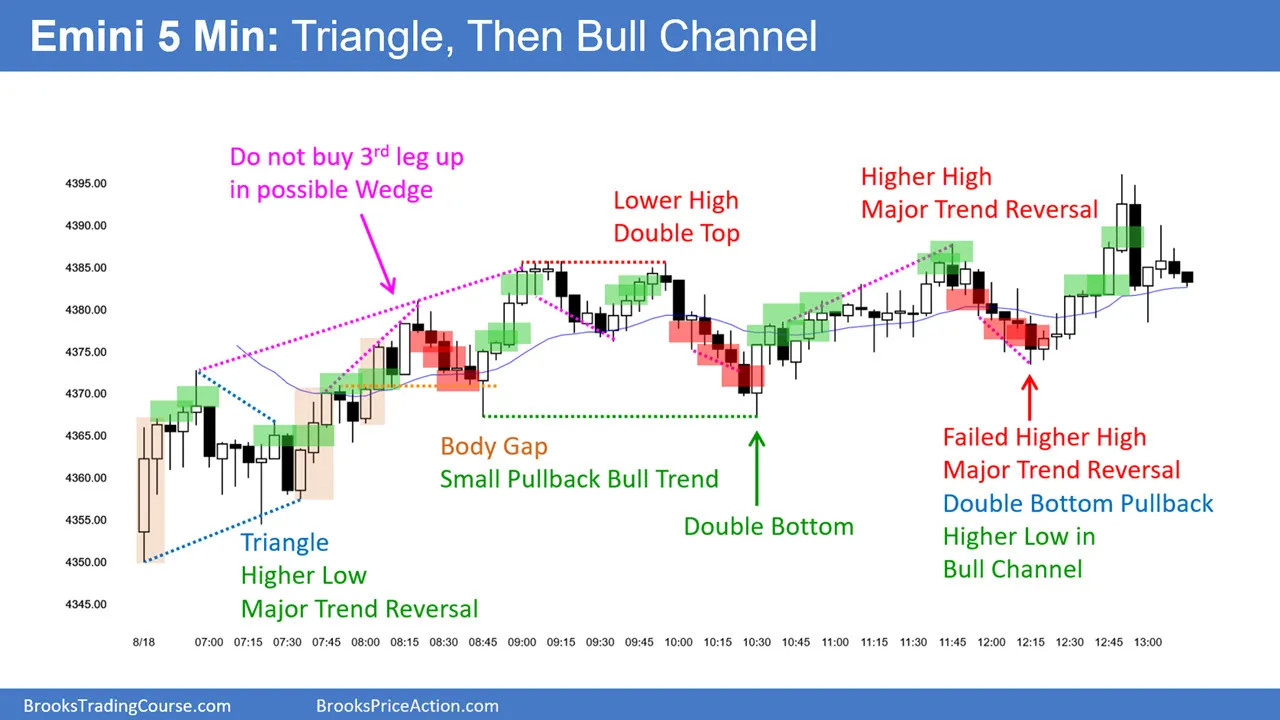 Emini 5 Min: Triangle, Then Bull Channel
Do not buy 3rd leg up
in possible Wedge
Lower High
Double Top
Higher High
Major Trend Reversal
4395.00
4390.00
4385.00
4380.00
4375.00
4370.00
4365.00
4360.00
4355.00
4350.00
4345.00
Body Gap
Small Pullback Bull Trend
Double Bottom
Failed Higher High
Major Trend Reversal
Double Bottom Pullback
Higher Low in
Bull Channel
Triangle
Higher Low
Major Trend Reversal
8/18 07:00 07:15 07:30 07:45 08:00 08:15 08:30 08:45 09:00 09:15 09:30 09:45 10:00 10:15 10:30 10:45 11:00 11:15 11:30 11:45 12:00 12:15 12:30 12:45 13:00
BrooksTradingCourse.com BrooksPriceAction.com